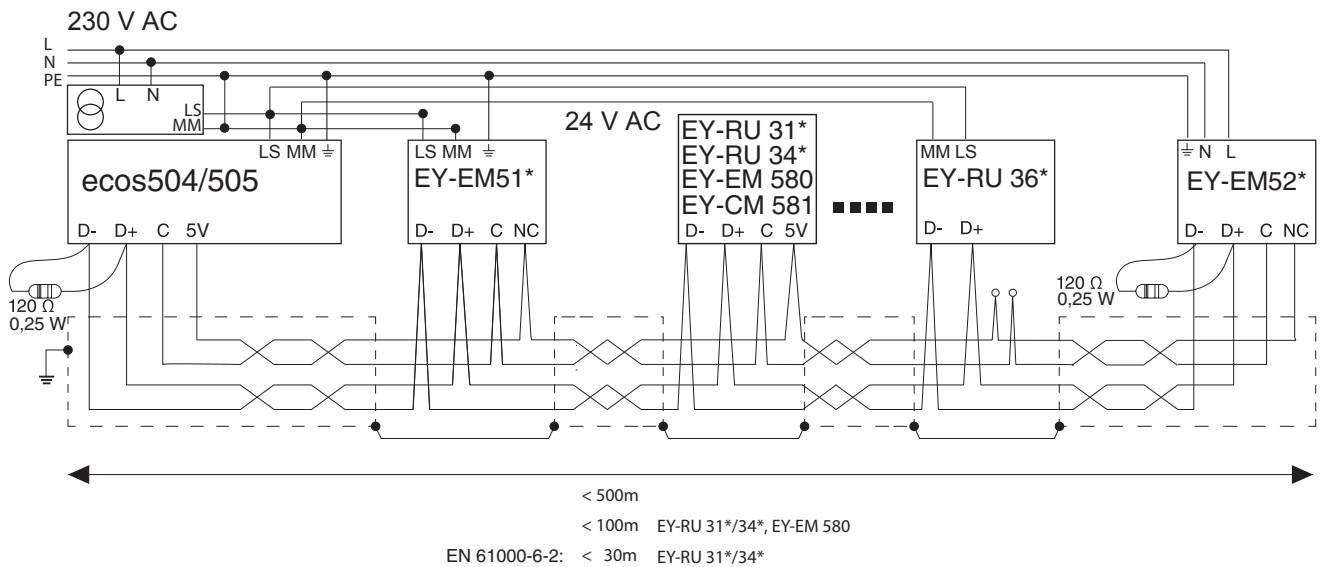 230 V AC
L
N
PE
L N
LS
MM
24 V AC
LS MM
ecos504/505
D- D+ C 5V
LS MM
EY-EM51*
D- D+ C NC
EY-RU 31*
EY-RU 34*
EY-EM 580
EY-CM 581
D- D+ C 5V
MM LS
EY-RU 36*
D- D+
N L
EY-EM52*
D- D+ C NC
120 Ω
0,25 W
120 Ω
0,25 W
< 500m
< 100m EY-RU 31*/34*, EY-EM 580
EN 61000-6-2: < 30m EY-RU 31*/34*